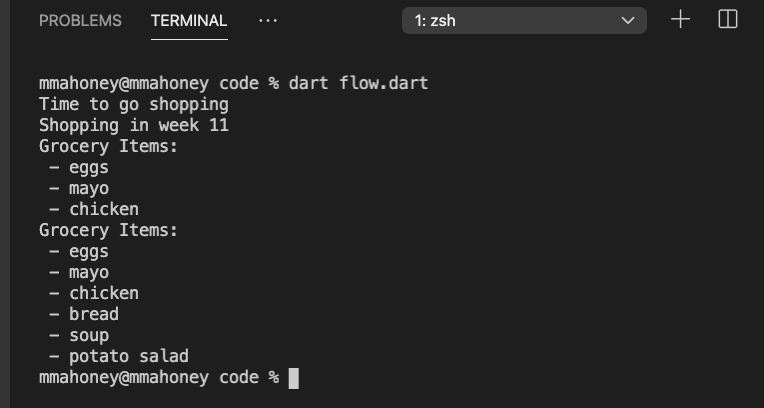 PROBLEMS TERMINAL ... 1: zsh
mmahoney@mmahoney code % dart flow.dart
Time to go shopping
Shopping in week 11
Grocery Items:
– eggs
– mayo
– chicken
Grocery Items:
– eggs
– mayo
– chicken
– bread
– soup
– potato salad
mmahoney@mmahoney code %